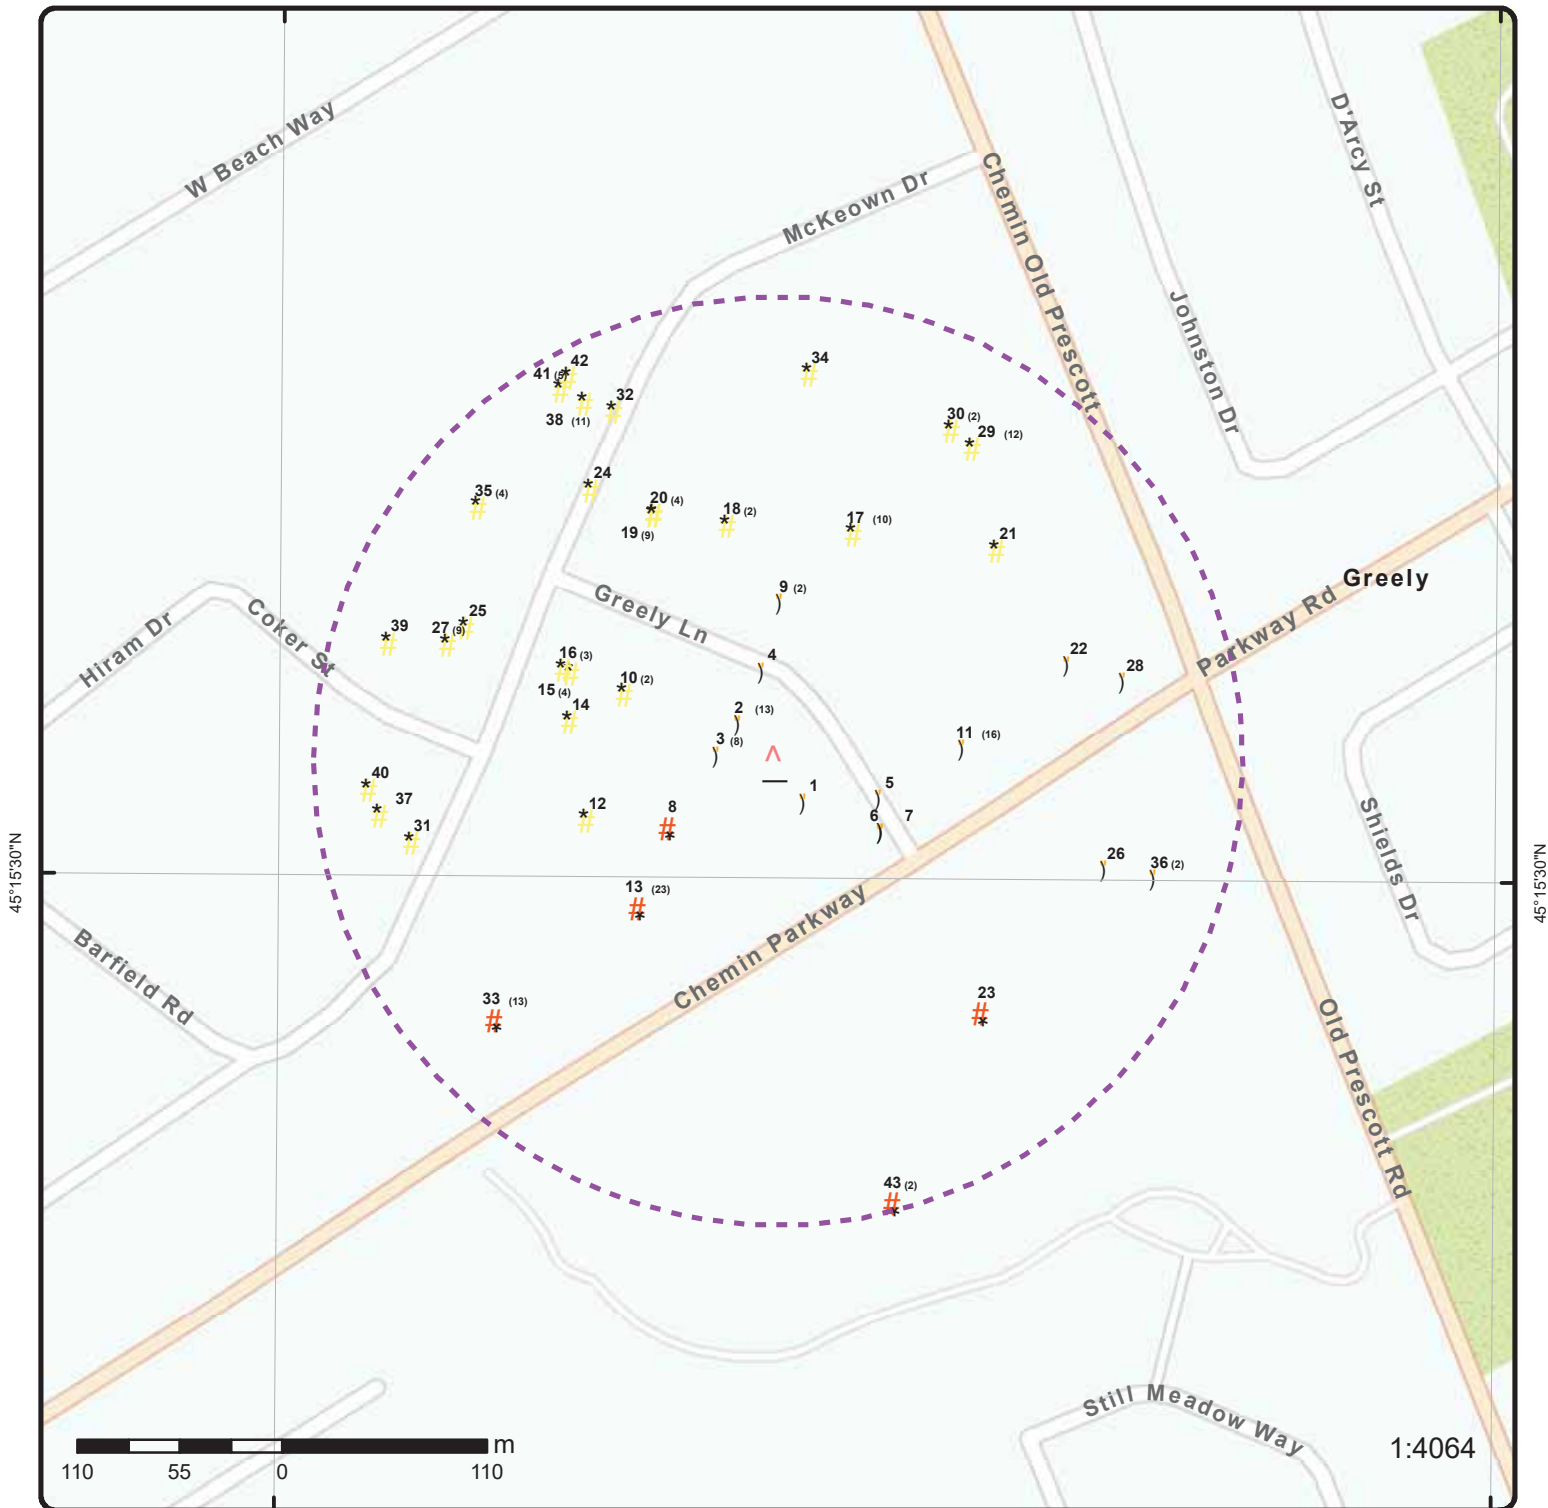 W Beach Way
McKeown Dr
Chemin Old Prescott
D'Arcy St
Johnston Dr
34
42
41 (5)
38 (11)
32
30 (2)
29 (12)
24
35 (4)
20 (4)
19 (9)
18 (2)
17 (10)
21
Greely
Parkway Rd
9 (2)
Greely Ln
Hiram Dr
Coker St
39
27 (9)
25
16 (3)
15 (4)
14
10 (2)
4
22
28
2 (13)
3 (8)
11 (16)
40
37
31
12
8
1
5
6
7
26
36 (2)
Shields Dr
45°15'30"N
45°15'30"N
13 (23)
Barfield Rd
Chemin Parkway
33 (13)
23
Old Prescott Rd
43 (2)
Still Meadow Way
m
110 55 0 110
1:4064